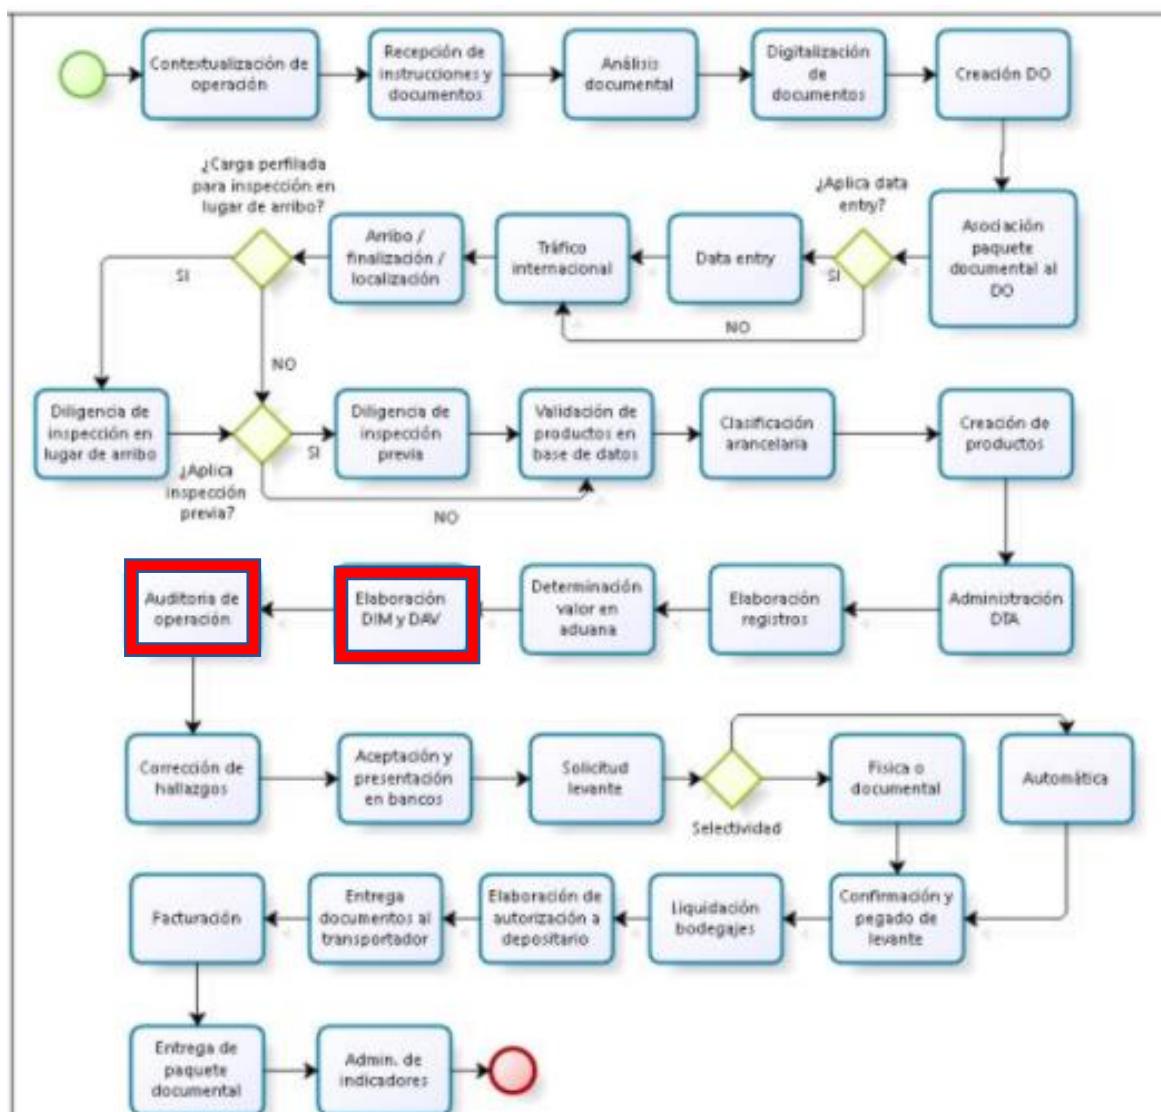 Contextualización de
operación
Recepción de
instrucciones y
documentos
Análisis
documental
Digitalización
de
documentos
Creación DO
¿Carga perfilada
para inspección en
lugar de arribo?
¿Aplica data
entry?
Asociación
paquete
documental al
DO
SI
Data entry
Tráfico
internacional
Arribo /
finalización /
localización
NO
SI
NO
Diligencia de
inspección en
lugar de arribo
¿Aplica
inspección
previa?
SI
NO
Diligencia de
inspección
previa
Validación de
productos en
base de datos
Clasificación
arancelaria
Creación de
productos
Administración
DTA
Elaboración
registros
Determinación
valor en
aduana
Elaboración
DIM y DAV
Auditoria de
operación
Corrección de
hallazgos
Aceptación y
presentación
en bancos
Solicitud
levante
Selectividad
Fisica o
documental
Automática
Confirmación y
pegado de
levante
Liquidación
bodegajes
Elaboración de
autorización a
depositario
Entrega
documentos al
transportador
Facturación
Entrega de
paquete
documental
Admin. de
indicadores